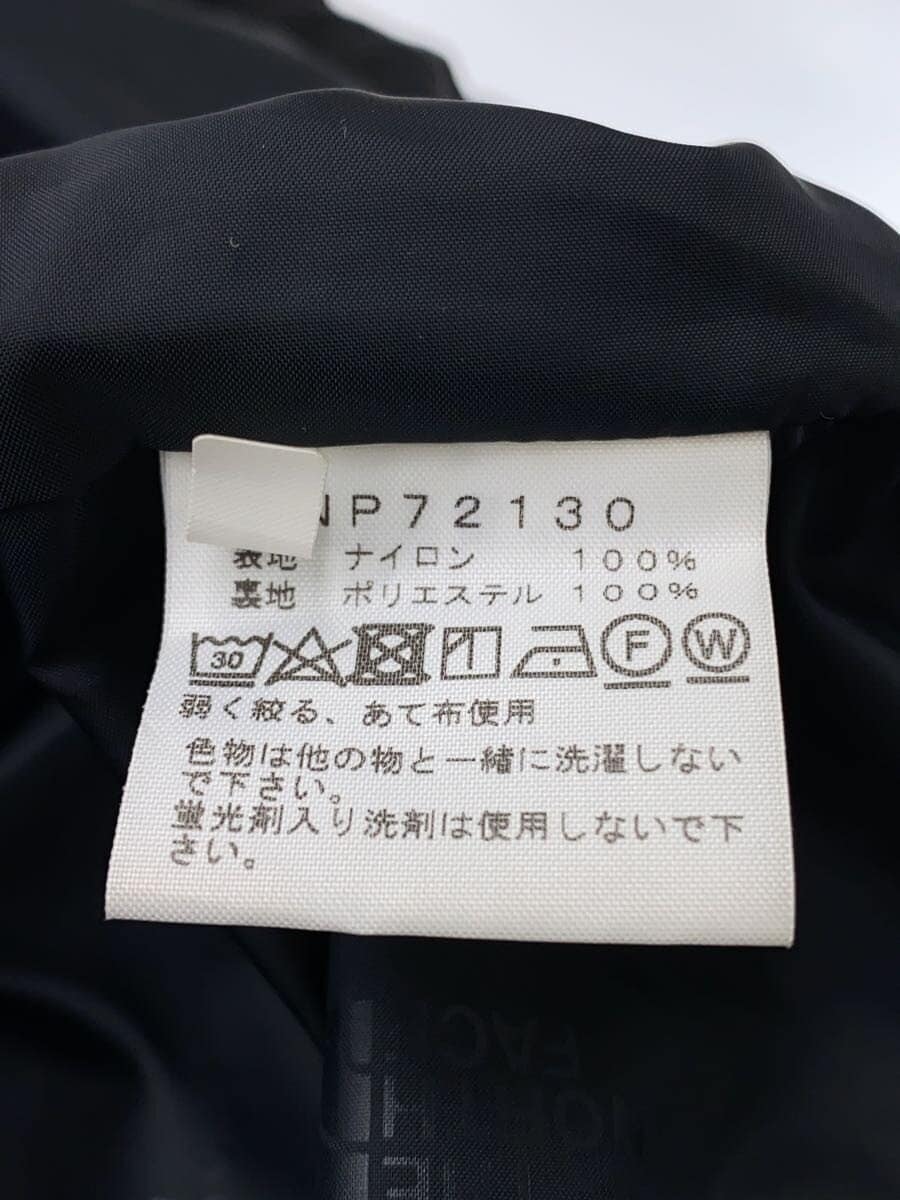 NP72130
表地 ナイロン 100%
裏地 ポリエステル 100%
30
F
W
弱く絞る、あて布使用
色物は他の物と一緒に洗濯しない
で下さい。
蛍光剤入り洗剤は使用しないで下
さい。
FACE
NORTH